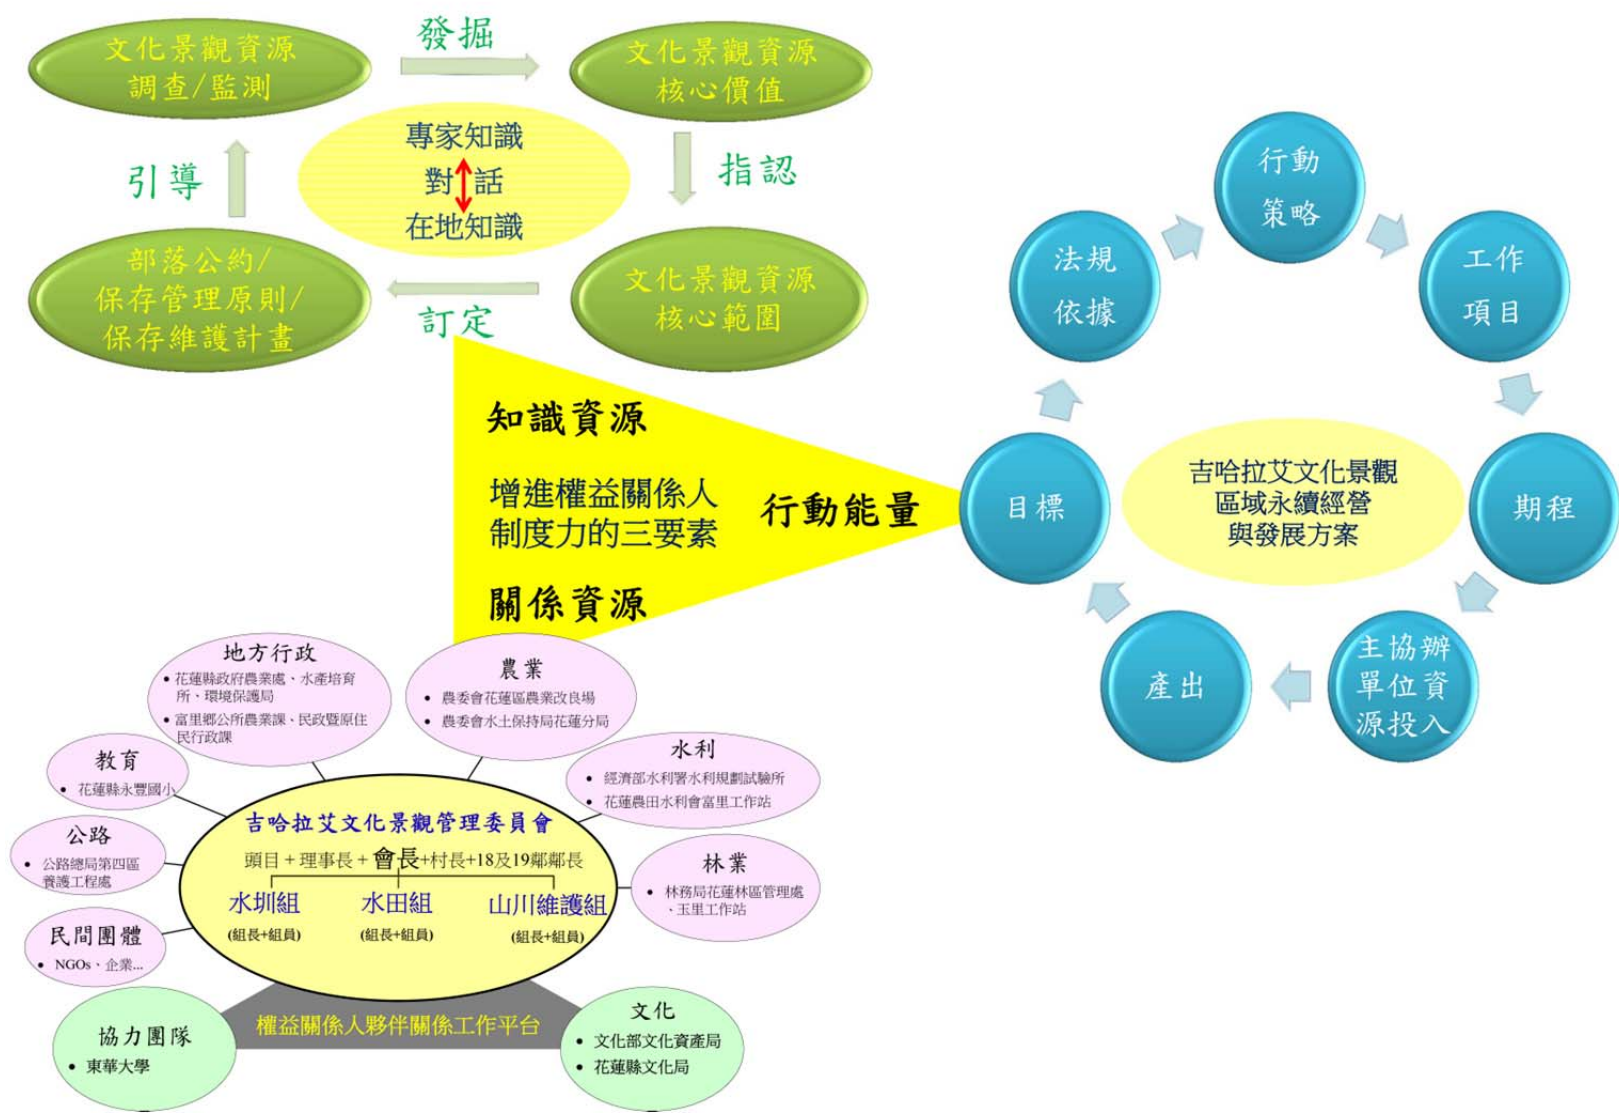 文化景觀資源
調查/監測
發掘
文化景觀資源
核心價值
指認
文化景觀資源
核心範圍
訂定
部落公約/
保存管理原則/
保存維護計畫
引導
專家知識
對 話
在地知識
知識資源
增進權益關係人
制度力的三要素
行動能量
關係資源
行動
策略
工作
項目
期程
主協辦
單位資
源投入
產出
目標
法規
依據
吉哈拉艾文化景觀
區域永續經營
與發展方案
地方行政
• 花蓮縣政府農業處、水產培育
所、環境保護局
• 富里鄉公所農業課、民政暨原住
民行政課
農業
• 農委會花蓮區農業改良場
• 農委會水土保持局花蓮分局
教育
• 花蓮縣永豐國小
水利
• 經濟部水利署水利規劃試驗所
• 花蓮農田水利會富里工作站
公路
• 公路總局第四區
養護工程處
林業
• 林務局花蓮林區管理處
、玉里工作站
民間團體
• NGOs、企業...
吉哈拉艾文化景觀管理委員會
頭目+理事長+會長+村長+18及19鄰鄰長
水圳組
(組長+組員)
水田組
(組長+組員)
山川維護組
(組長+組員)
權益關係人夥伴關係工作平台
協力團隊
• 東華大學
文化
• 文化部文化資產局
• 花蓮縣文化局